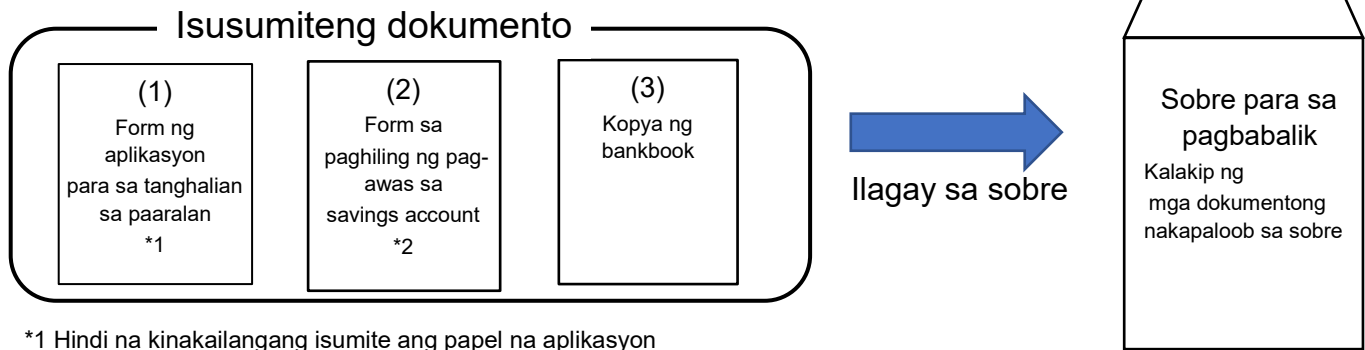 Isusumiteng dokumento
(1)
Form ng
aplikasyon
para sa tanghalian
sa paaralan
*1
(2)
Form sa
paghiling ng pag-
awas sa
savings account
*2
(3)
Kopya ng
bankbook
Ilagay sa sobre
Sobre para sa
pagbabalik
Kalakip ng
mga dokumentong
nakapaloob sa sobre
*1 Hindi na kinakailangang isumite ang papel na aplikasyon